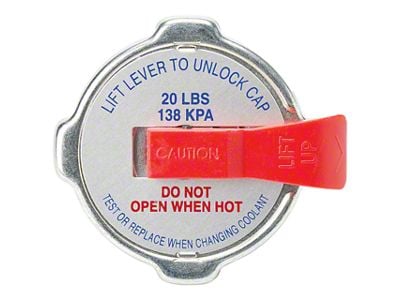 LIFT LEVER TO UNLOCK CAP
20 LBS
138 KPA
CAUTION
LIFT
UP
DO NOT
OPEN WHEN HOT
TEST OR REPLACE WHEN CHANGING COOLANT